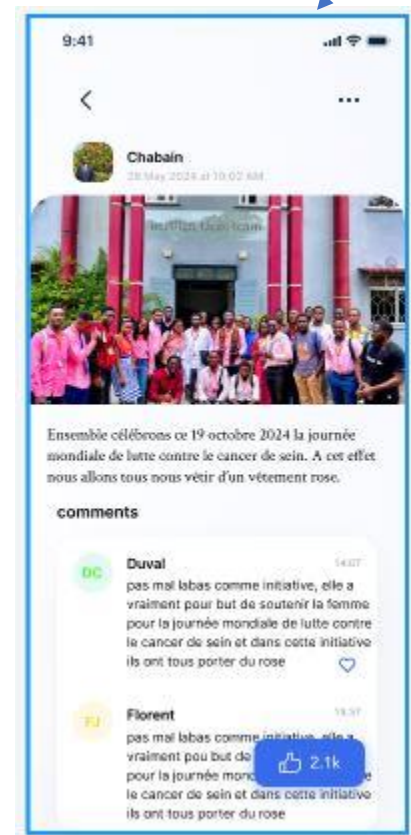 9:41
Chabain
28 May 2024 at 10:02 AM
Ensemble célébrons ce 19 octobre 2024 la journée
mondiale de lutte contre le cancer de sein. A cet effet
nous allons tous nous vêtir d'un vêtement rose.
comments
DC
Duval
14:07
pas mal labas comme initiative, elle a
vraiment pour but de soutenir la femme
pour la journée mondiale de lutte contre
le cancer de sein et dans cette initiative
ils ont tous porter du rose
FJ
Florent
pas mal labas comme initiative, elle a
vraiment pou but de
pour la journée mond
le cancer de sein et dans cette initiative
ils ont tous porter du rose
2.1k